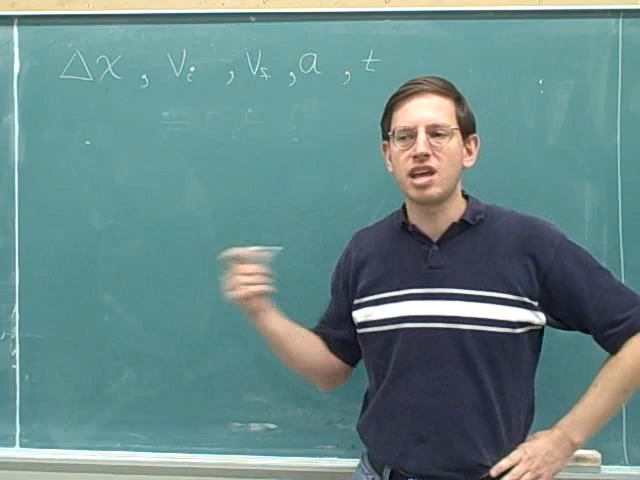 Δx, Vi, Vf, a, t